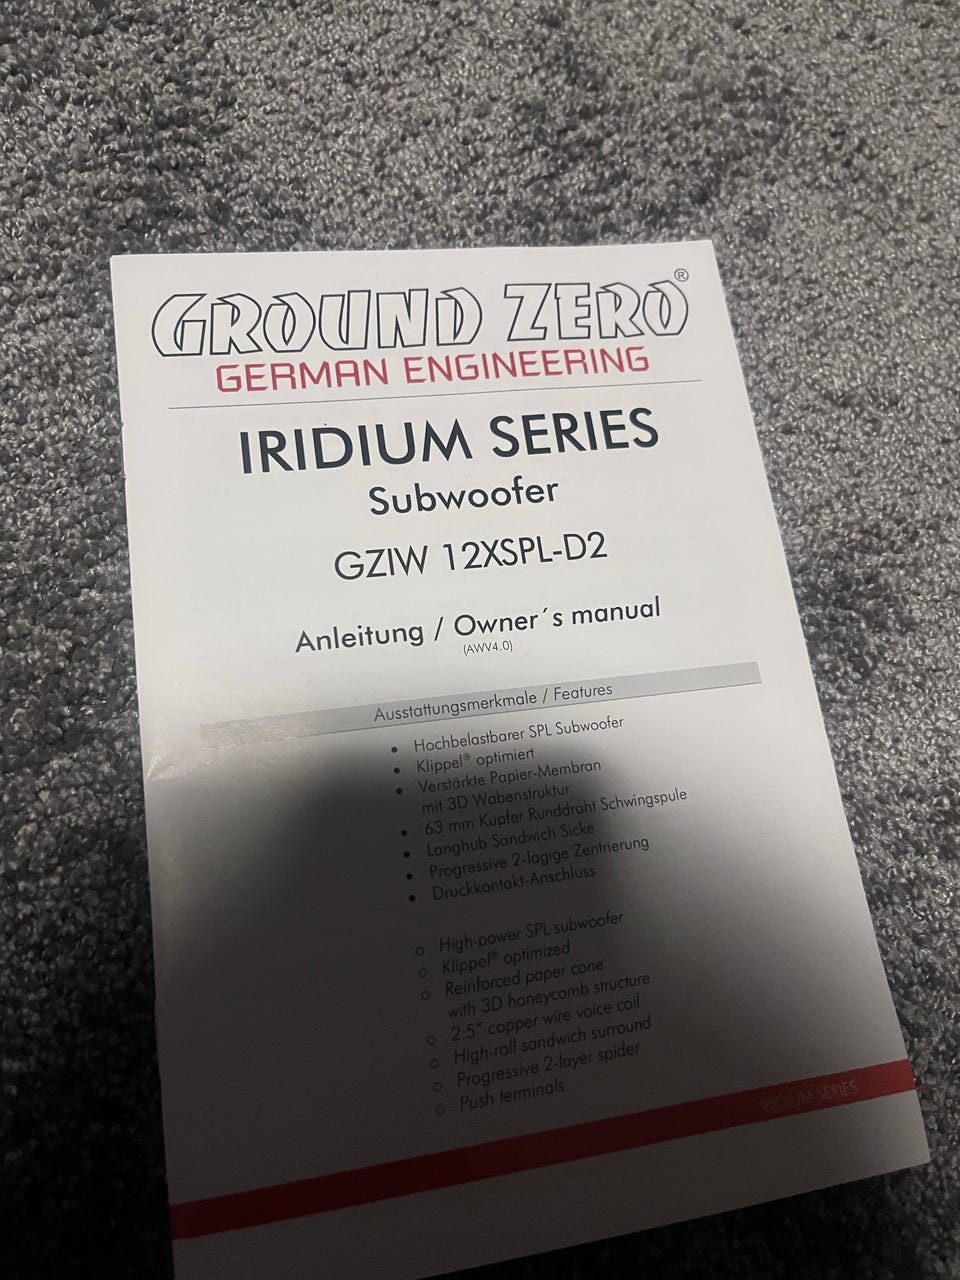 GROUND ZERO®
GERMAN ENGINEERING
IRIDIUM SERIES
Subwoofer
GZIW 12XSPL-D2
Anleitung / Owner´s manual
(AWV4.0)
Ausstattungsmerkmale / Features
• Hochbelastbarer SPL Subwoofer
• Klippel® optimiert
• Verstärkte Papier-Membran
mit 3D Wabenstruktur
• 63 mm Kupfer Runddraht Schwingspule
• Langhub Sandwich Sicke
• Progressive 2-lagige Zentrierung
• Druckkontakt-Anschluss
○ High-power SPL subwoofer
○ Klippel® optimized
○ Reinforced paper cone
with 3D honeycomb structure
○ 2.5“ copper wire voice coil
○ High-roll sandwich surround
○ Progressive 2-layer spider
○ Push terminals
IRIDIUM SERIES